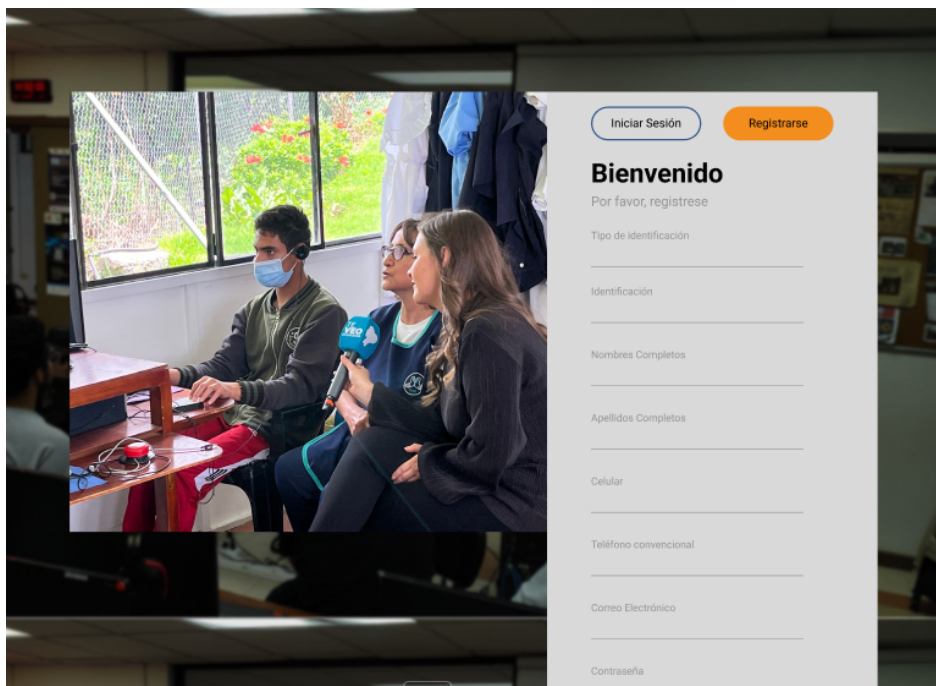 Iniciar Sesión
Registrarse
Bienvenido
Por favor, registrese
Tipo de identificación
Identificación
Nombres Completos
Apellidos Completos
Celular
Teléfono convencional
Correo Electrónico
Contraseña
VEO